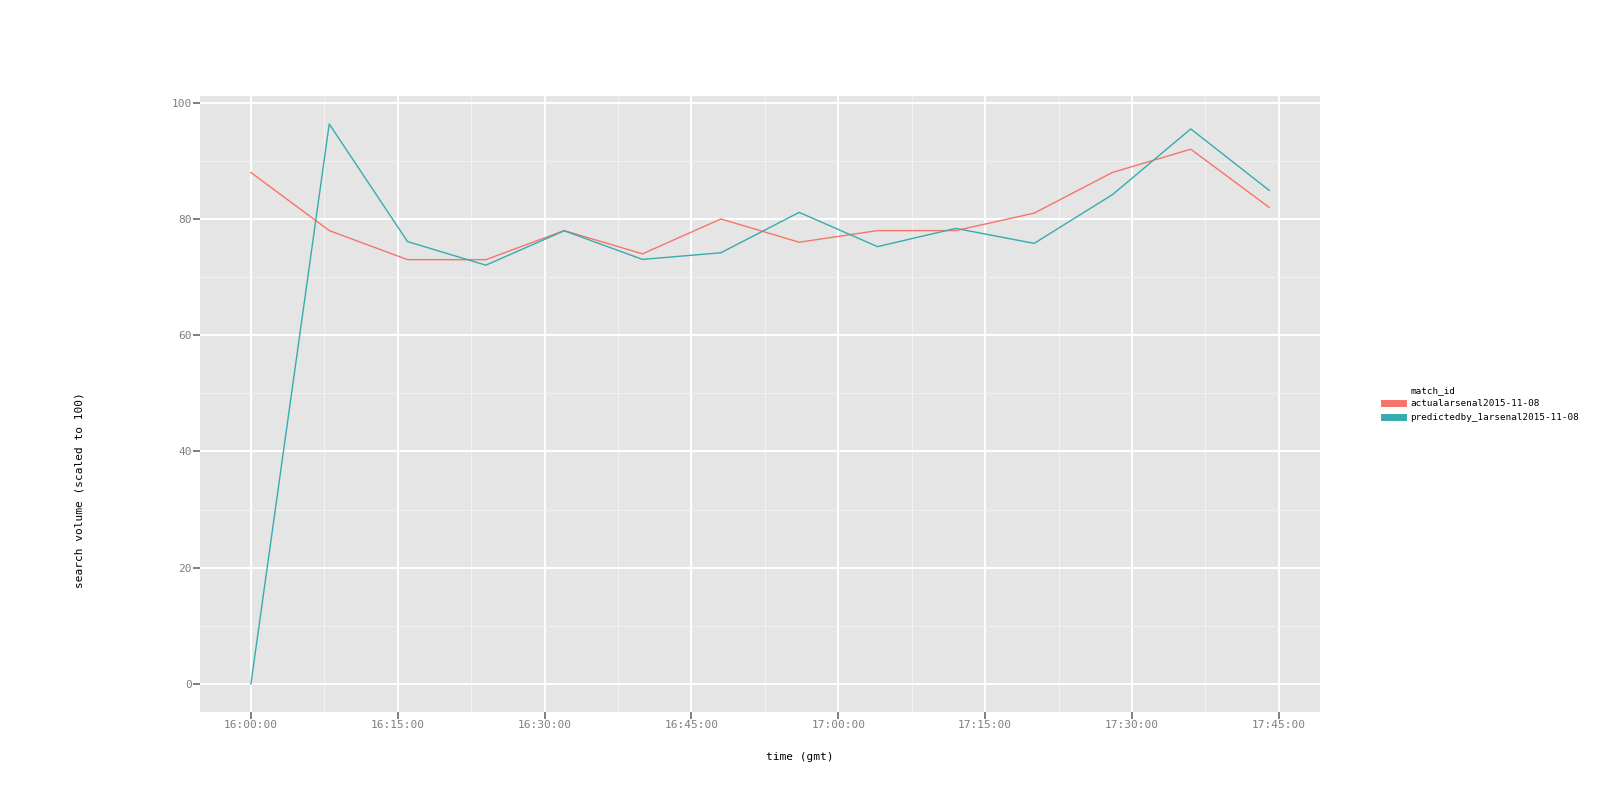 100
80
60
40
20
0
search volume (scaled to 100)
16:00:00 16:15:00 16:30:00 16:45:00 17:00:00 17:15:00 17:30:00 17:45:00
time (gmt)
match_id
actualarsenal2015-11-08
predictedby_1arsenal2015-11-08